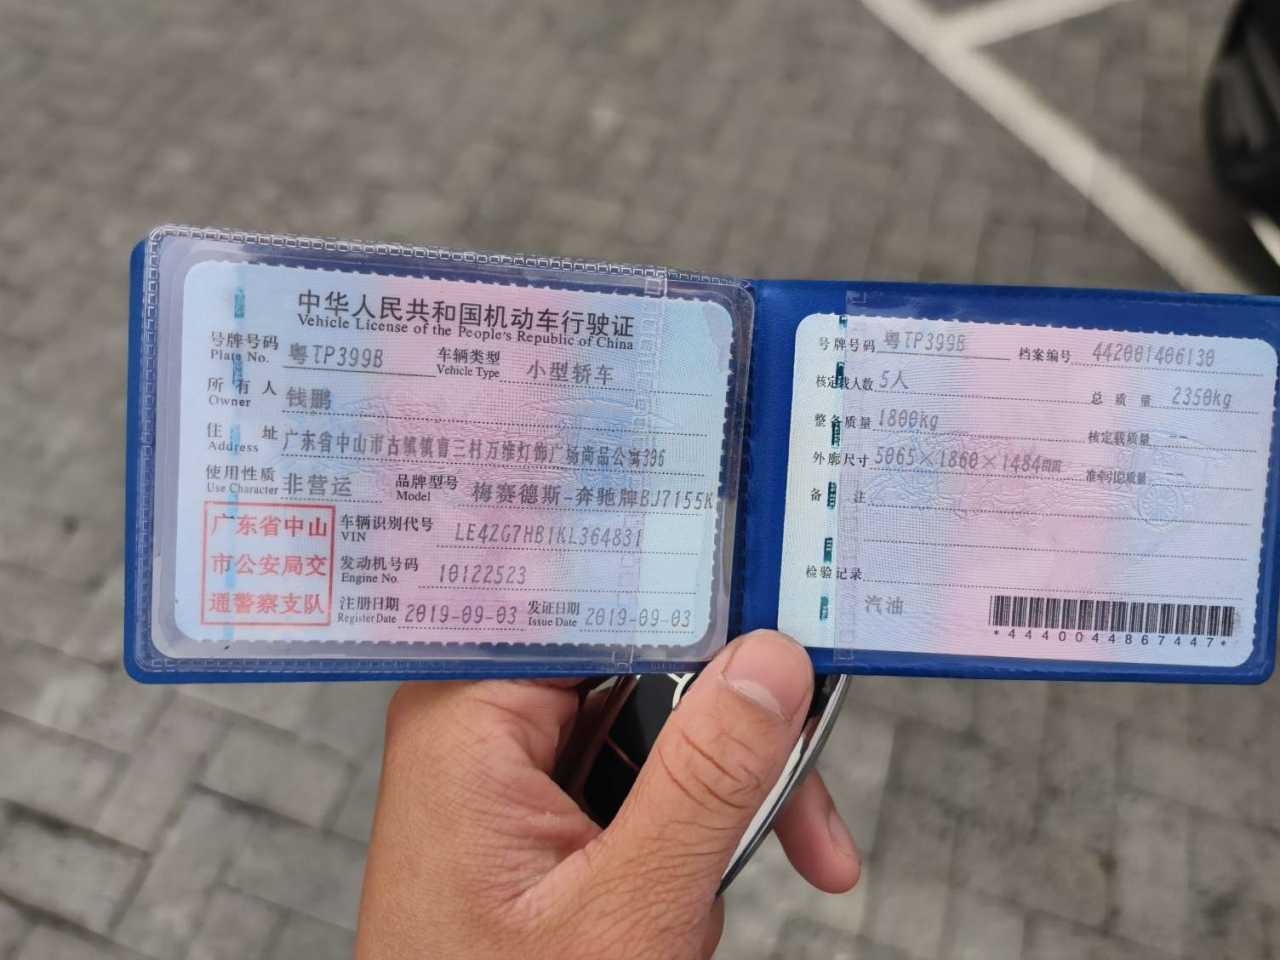 中华人民共和国机动车行驶证
Vehicle License of the People's Republic of China
号牌号码 粤TP399B 车辆类型 小型轿车
Plate No. Vehicle Type
所有人 钱鹏
Owner
住址 广东省中山市古镇镇冒三村万维灯饰广场尚品公寓306
Address
使用性质 非营运 品牌型号 梅赛德斯-奔驰牌BJ7155K
Use Character Model
广东省中山
市公安局交
通警察支队
车辆识别代号 LE4ZG7HB1KL364831
VIN
发动机号码 10122523
Engine No.
注册日期 2019-09-03 发证日期 2019-09-03
Register Date Issue Date
号牌号码 粤TP399B 档案编号 442001406130
核定载人数 5人 总质量 2350kg
整备质量 1800kg 核定载质量 --
外廓尺寸 5065×1860×1484mm 准牵引总质量 --
备注
检验记录
汽油
*4440044867447*